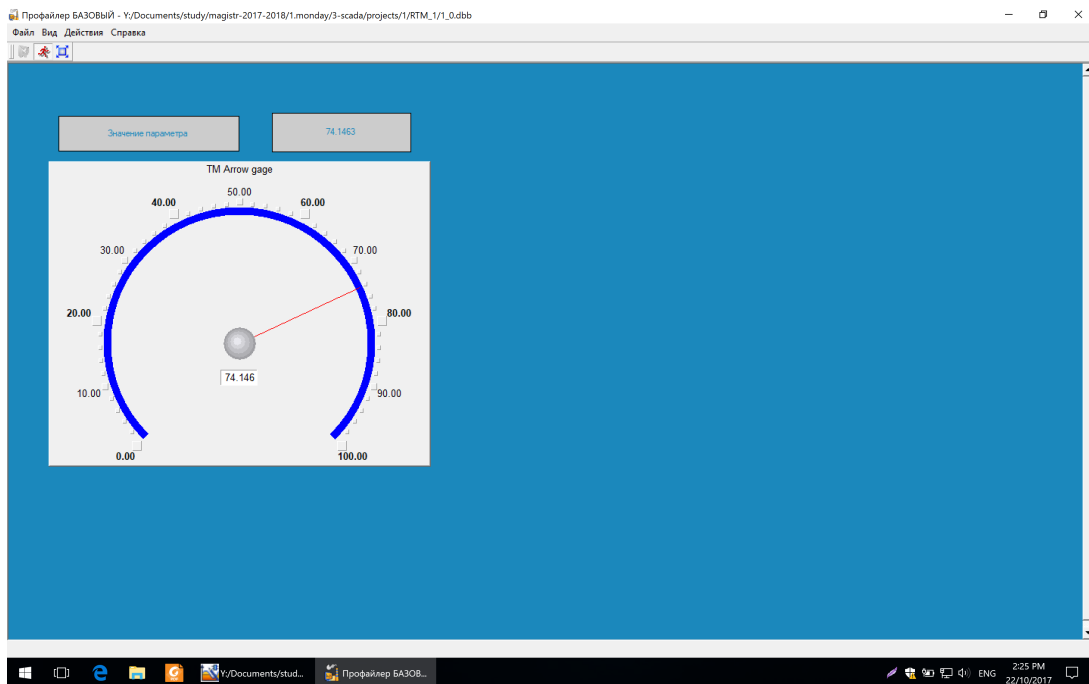 Профайлер БАЗОВЫЙ - Y:/Documents/study/magistr-2017-2018/1.monday/3-scada/projects/1/RTM_1/1_0.dbb
Файл Вид Действия Справка
Значение параметра
74.1463
TM Arrow gage
50.00
40.00
60.00
30.00
70.00
20.00
80.00
74.146
10.00
90.00
0.00
100.00
Y:/Documents/stud...
Профайлер БАЗОВ...
ENG
2:25 PM
22/10/2017